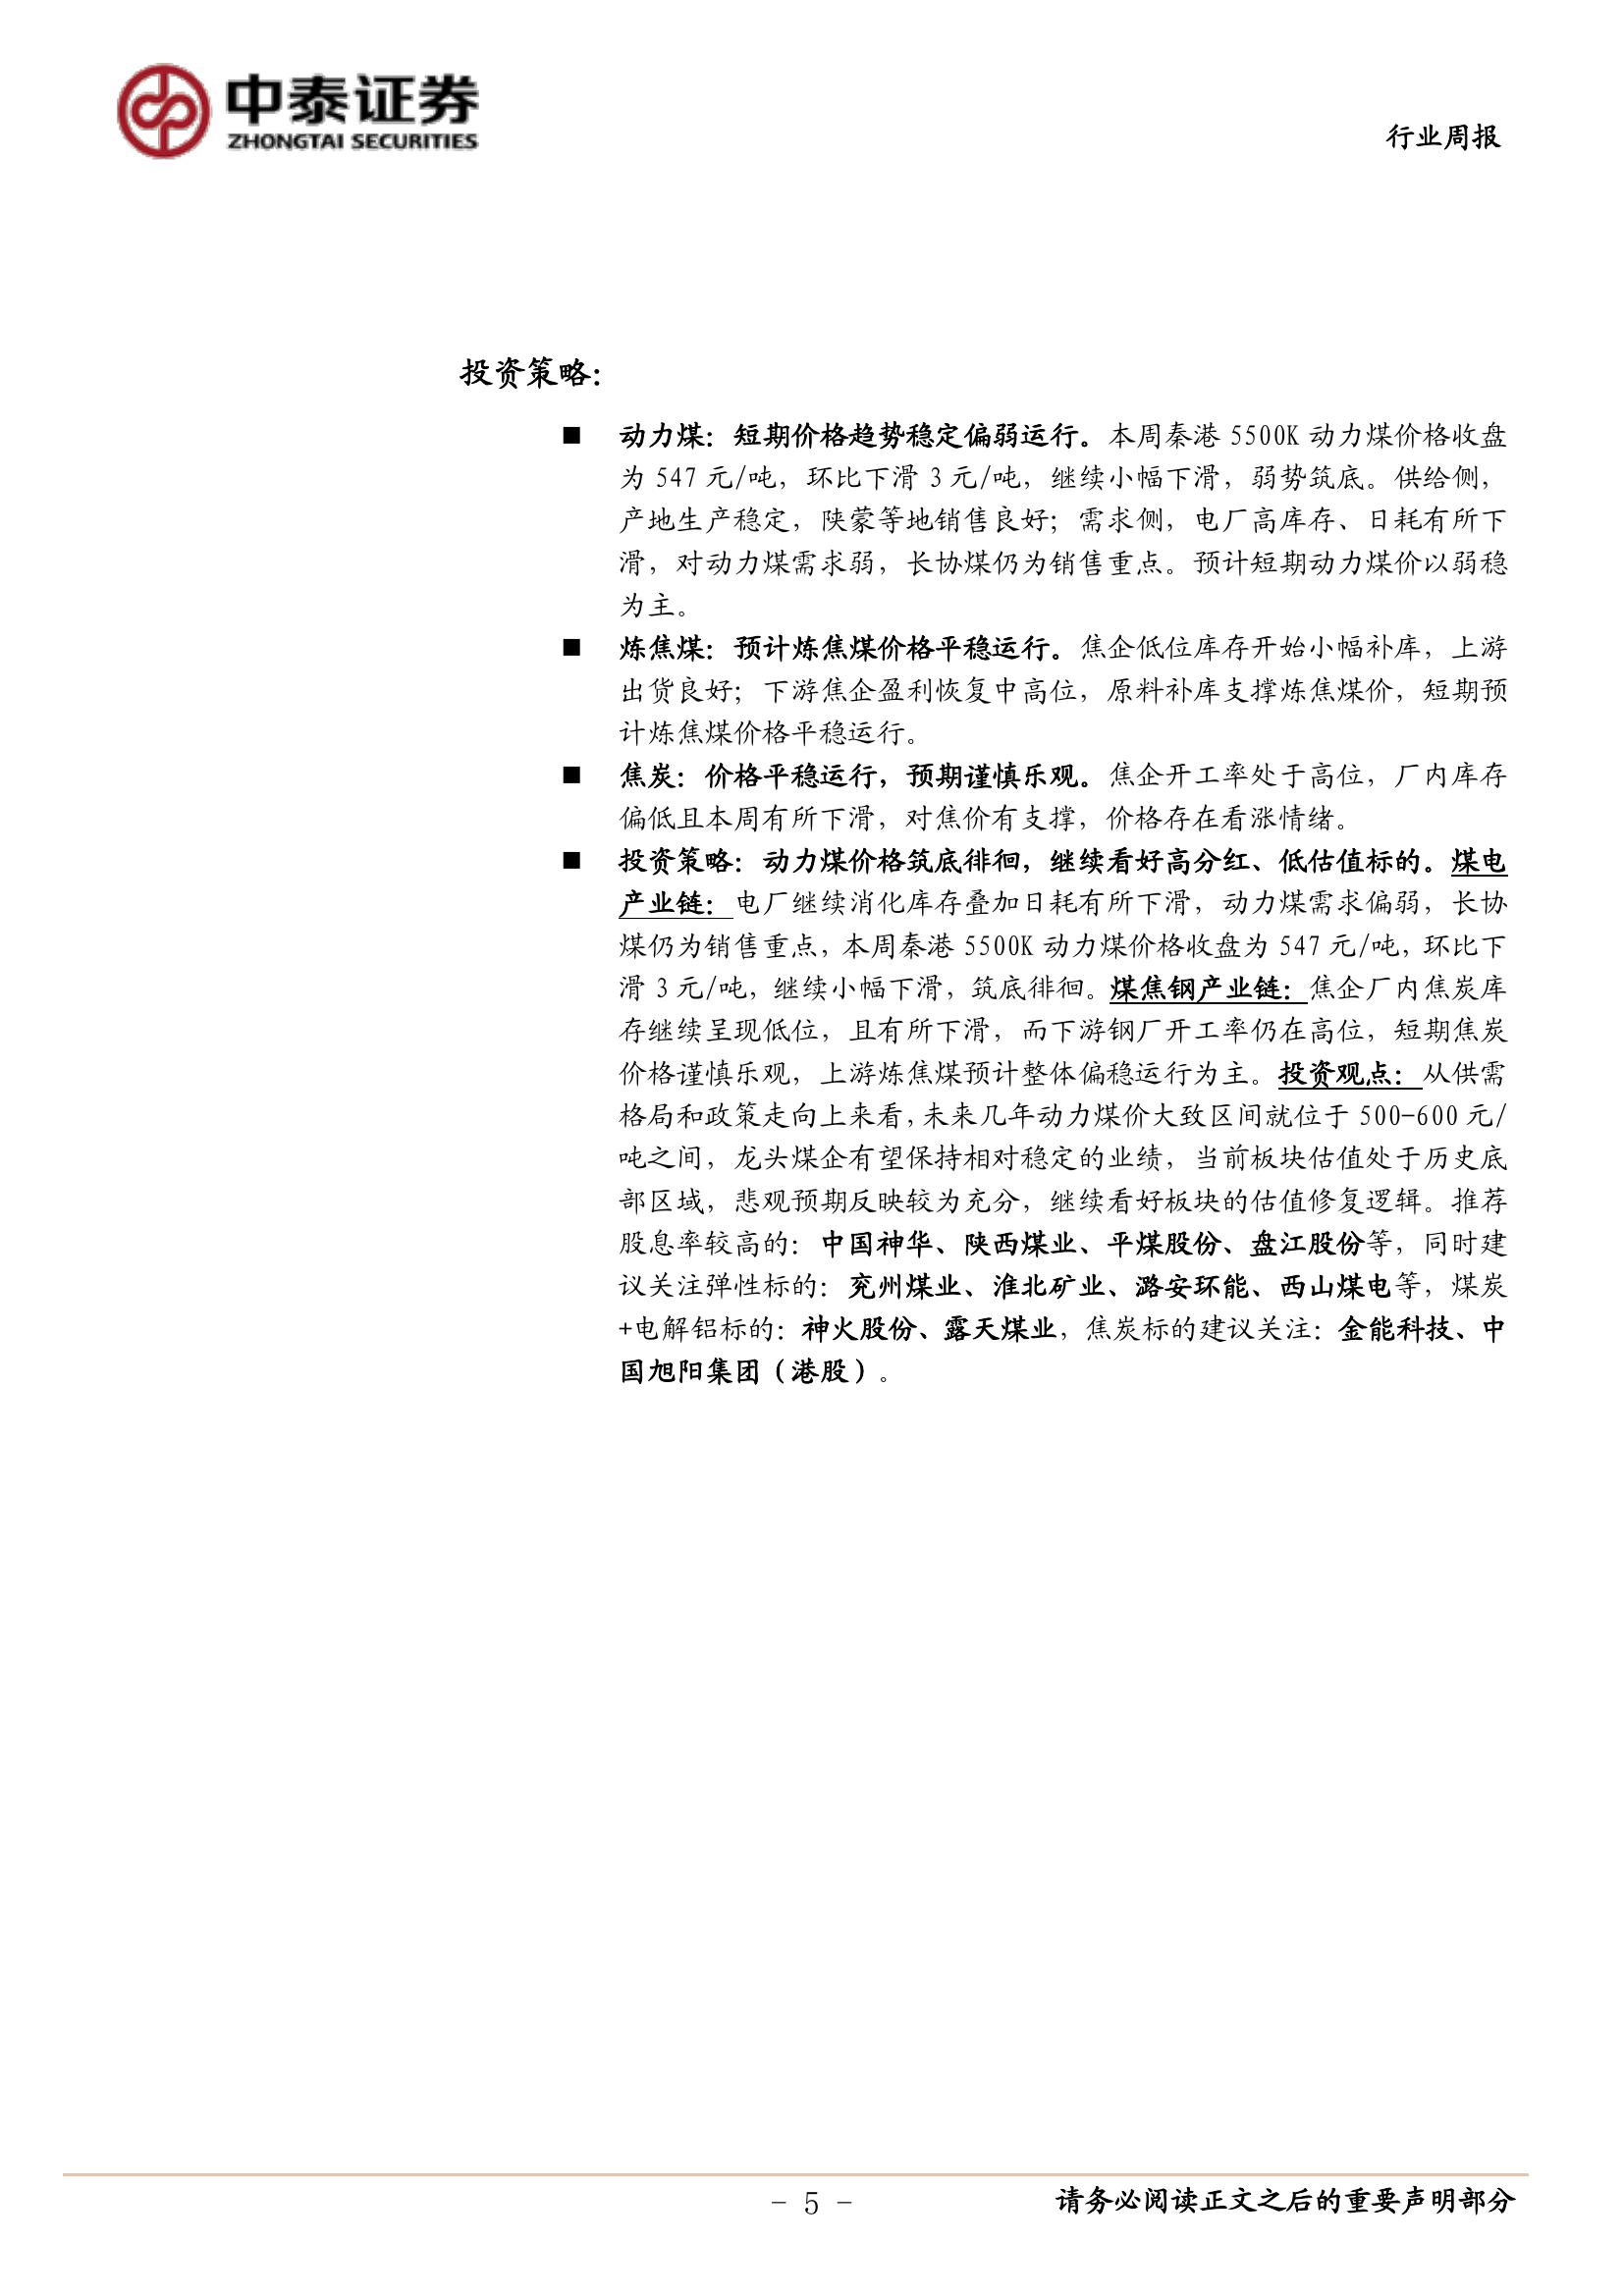 中泰证券
ZHONGTAI SECURITIES
行业周报
投资策略：
■ 动力煤：短期价格趋势稳定偏弱运行。本周秦港 5500K 动力煤价格收盘
为 547 元/吨，环比下滑 3 元/吨，继续小幅下滑，弱势筑底。供给侧，
产地生产稳定，陕蒙等地销售良好；需求侧，电厂高库存、日耗有所下
滑，对动力煤需求弱，长协煤仍为销售重点。预计短期动力煤价以弱稳
为主。
■ 炼焦煤：预计炼焦煤价格平稳运行。焦企低位库存开始小幅补库，上游
出货良好；下游焦企盈利恢复中高位，原料补库支撑炼焦煤价，短期预
计炼焦煤价格平稳运行。
■ 焦炭：价格平稳运行，预期谨慎乐观。焦企开工率处于高位，厂内库存
偏低且本周有所下滑，对焦价有支撑，价格存在看涨情绪。
■ 投资策略：动力煤价格筑底徘徊，继续看好高分红、低估值标的。煤电
产业链：电厂继续消化库存叠加日耗有所下滑，动力煤需求偏弱，长协
煤仍为销售重点，本周秦港 5500K 动力煤价格收盘为 547 元/吨，环比下
滑 3 元/吨，继续小幅下滑，筑底徘徊。煤焦钢产业链：焦企厂内焦炭库
存继续呈现低位，且有所下滑，而下游钢厂开工率仍在高位，短期焦炭
价格谨慎乐观，上游炼焦煤预计整体偏稳运行为主。投资观点：从供需
格局和政策走向上来看，未来几年动力煤价大致区间就位于 500-600 元/
吨之间，龙头煤企有望保持相对稳定的业绩，当前板块估值处于历史底
部区域，悲观预期反映较为充分，继续看好板块的估值修复逻辑。推荐
股息率较高的：中国神华、陕西煤业、平煤股份、盘江股份等，同时建
议关注弹性标的：兖州煤业、淮北矿业、潞安环能、西山煤电等，煤炭
+电解铝标的：神火股份、露天煤业，焦炭标的建议关注：金能科技、中
国旭阳集团（港股）。
- 5 -
请务必阅读正文之后的重要声明部分